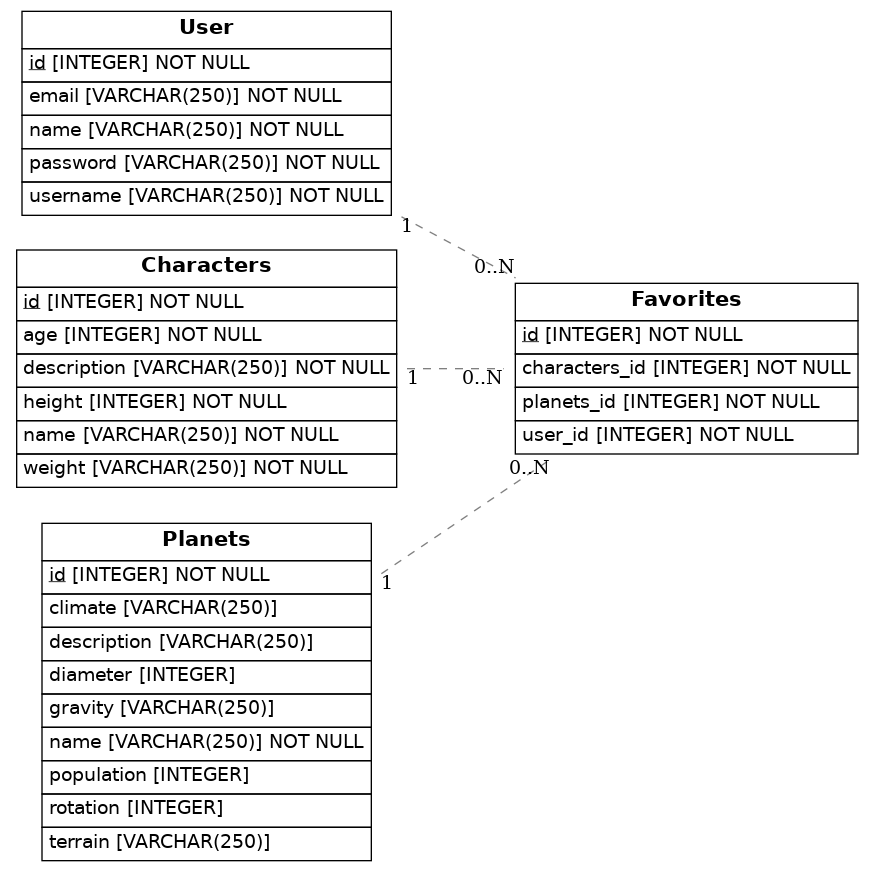 User
id [INTEGER] NOT NULL
email [VARCHAR(250)] NOT NULL
name [VARCHAR(250)] NOT NULL
password [VARCHAR(250)] NOT NULL
username [VARCHAR(250)] NOT NULL
1
0..N
Characters
id [INTEGER] NOT NULL
age [INTEGER] NOT NULL
description [VARCHAR(250)] NOT NULL
height [INTEGER] NOT NULL
name [VARCHAR(250)] NOT NULL
weight [VARCHAR(250)] NOT NULL
1
0..N
Favorites
id [INTEGER] NOT NULL
characters_id [INTEGER] NOT NULL
planets_id [INTEGER] NOT NULL
user_id [INTEGER] NOT NULL
0..N
1
Planets
id [INTEGER] NOT NULL
climate [VARCHAR(250)]
description [VARCHAR(250)]
diameter [INTEGER]
gravity [VARCHAR(250)]
name [VARCHAR(250)] NOT NULL
population [INTEGER]
rotation [INTEGER]
terrain [VARCHAR(250)]